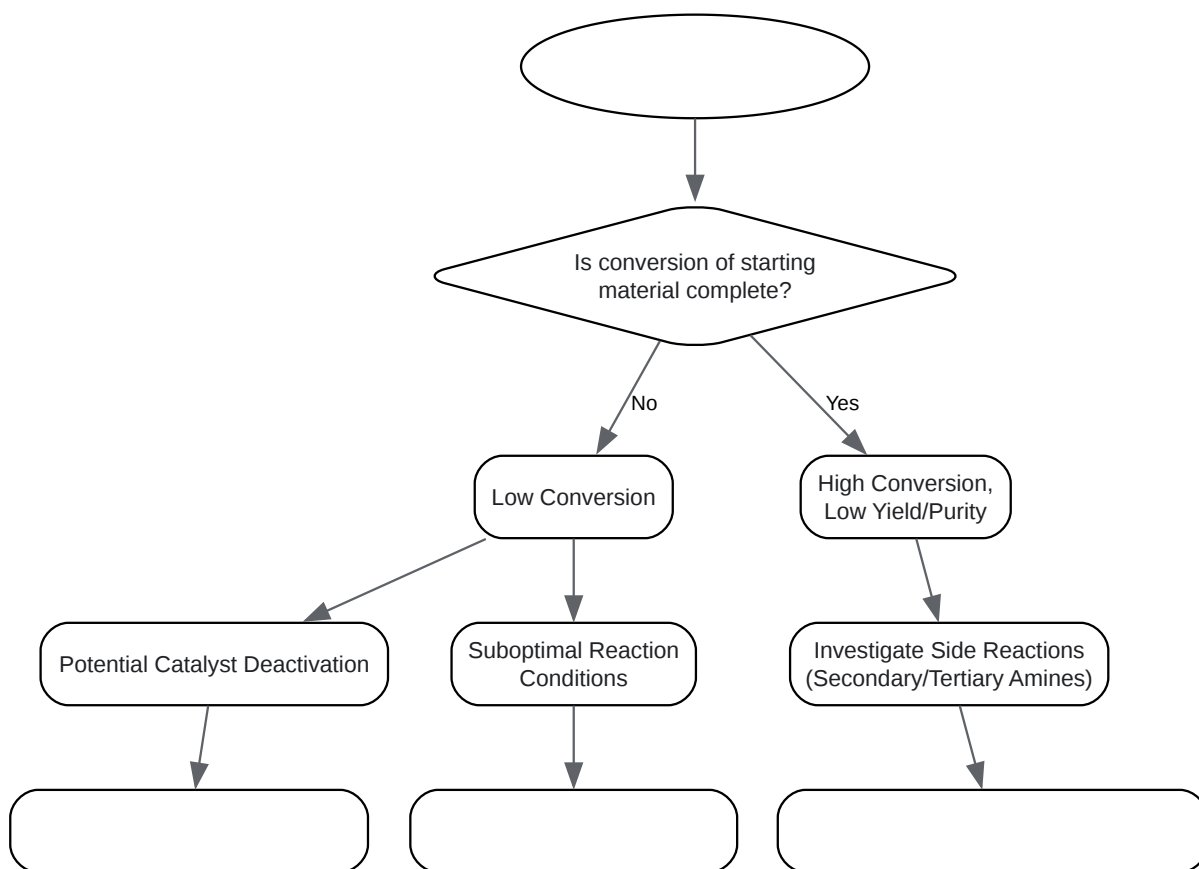 Is conversion of starting
material complete?
No
Yes
Low Conversion
High Conversion,
Low Yield/Purity
Potential Catalyst Deactivation
Suboptimal Reaction
Conditions
Investigate Side Reactions
(Secondary/Tertiary Amines)